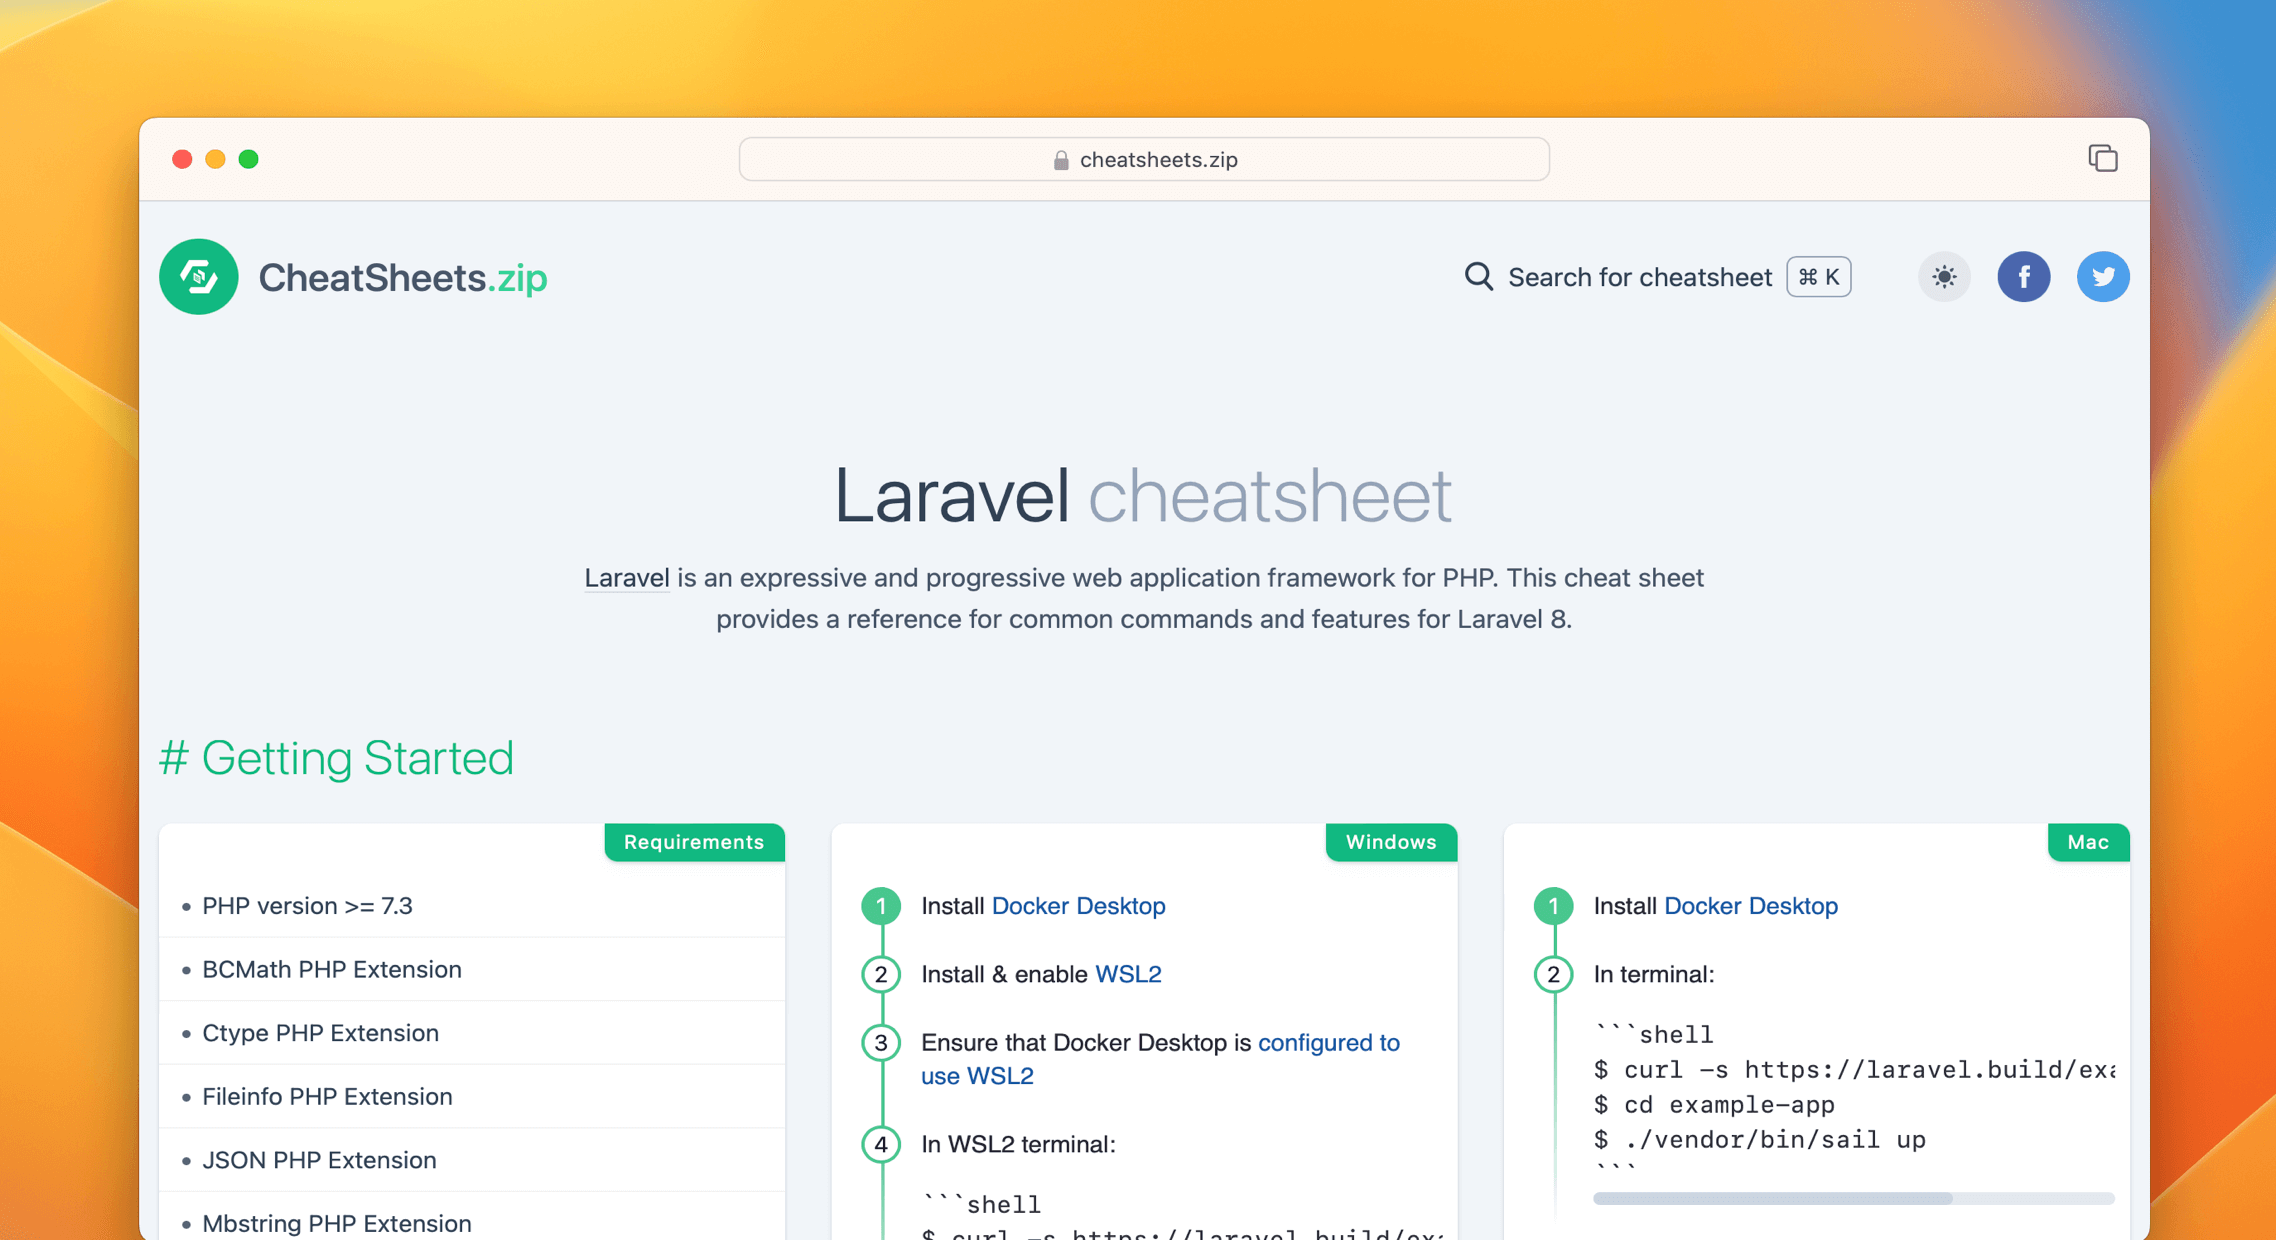 cheatsheets.zip
CheatSheets.zip
Search for cheatsheet ⌘ K
Laravel cheatsheet
Laravel is an expressive and progressive web application framework for PHP. This cheat sheet
provides a reference for common commands and features for Laravel 8.
# Getting Started
Requirements
• PHP version >= 7.3
• BCMath PHP Extension
• Ctype PHP Extension
• Fileinfo PHP Extension
• JSON PHP Extension
• Mbstring PHP Extension
Windows
1 Install Docker Desktop
2 Install & enable WSL2
3 Ensure that Docker Desktop is configured to
use WSL2
4 In WSL2 terminal:
```shell
$ curl -s https://laravel.build/exa
Mac
1 Install Docker Desktop
2 In terminal:
```shell
$ curl -s https://laravel.build/exa
$ cd example-app
$ ./vendor/bin/sail up
```